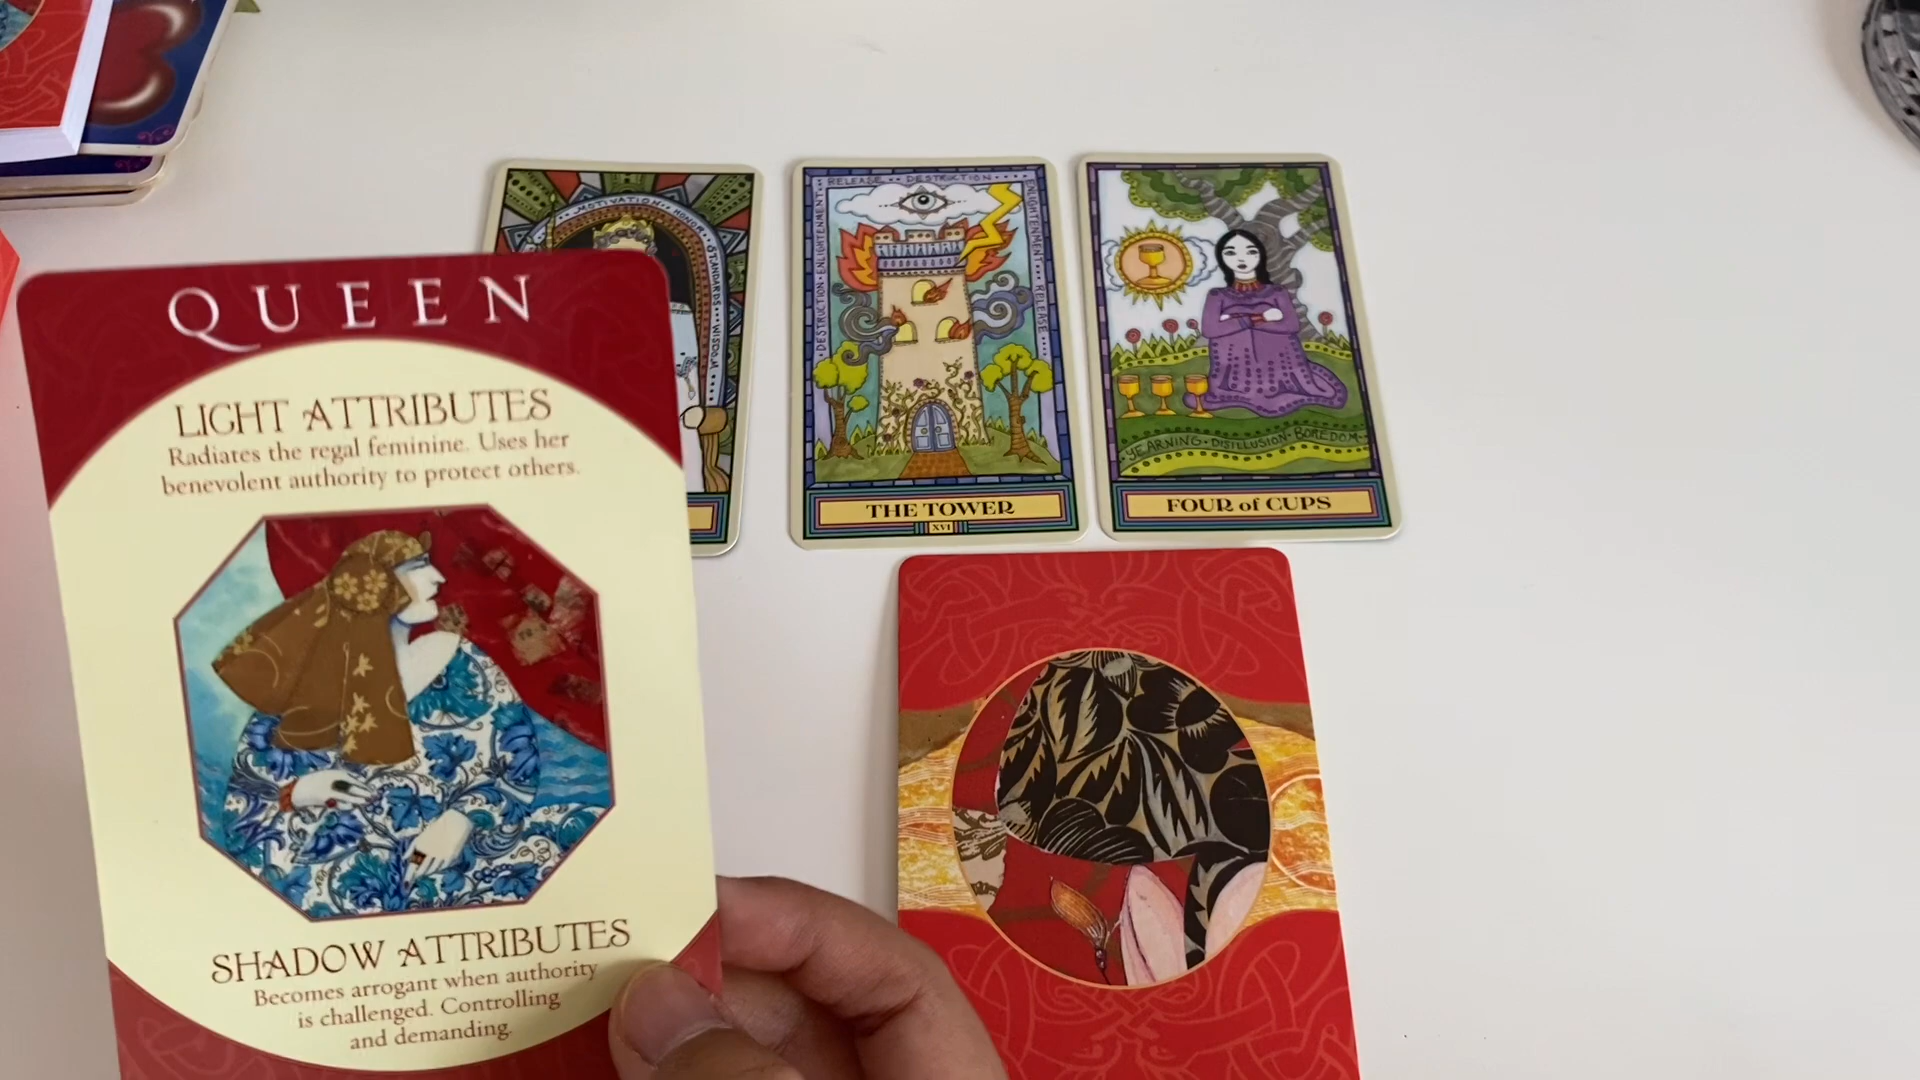 MOTIVATION · HONOR · STANDARDS · WISDOM
RELEASE · DESTRUCTION
DESTRUCTION · ENLIGHTENMENT
ENLIGHTENMENT · RELEASE
THE TOWER
XVI
YEARNING · DISILLUSION · BOREDOM
FOUR of CUPS
QUEEN
LIGHT ATTRIBUTES
Radiates the regal feminine. Uses her
benevolent authority to protect others.
SHADOW ATTRIBUTES
Becomes arrogant when authority
is challenged. Controlling
and demanding.